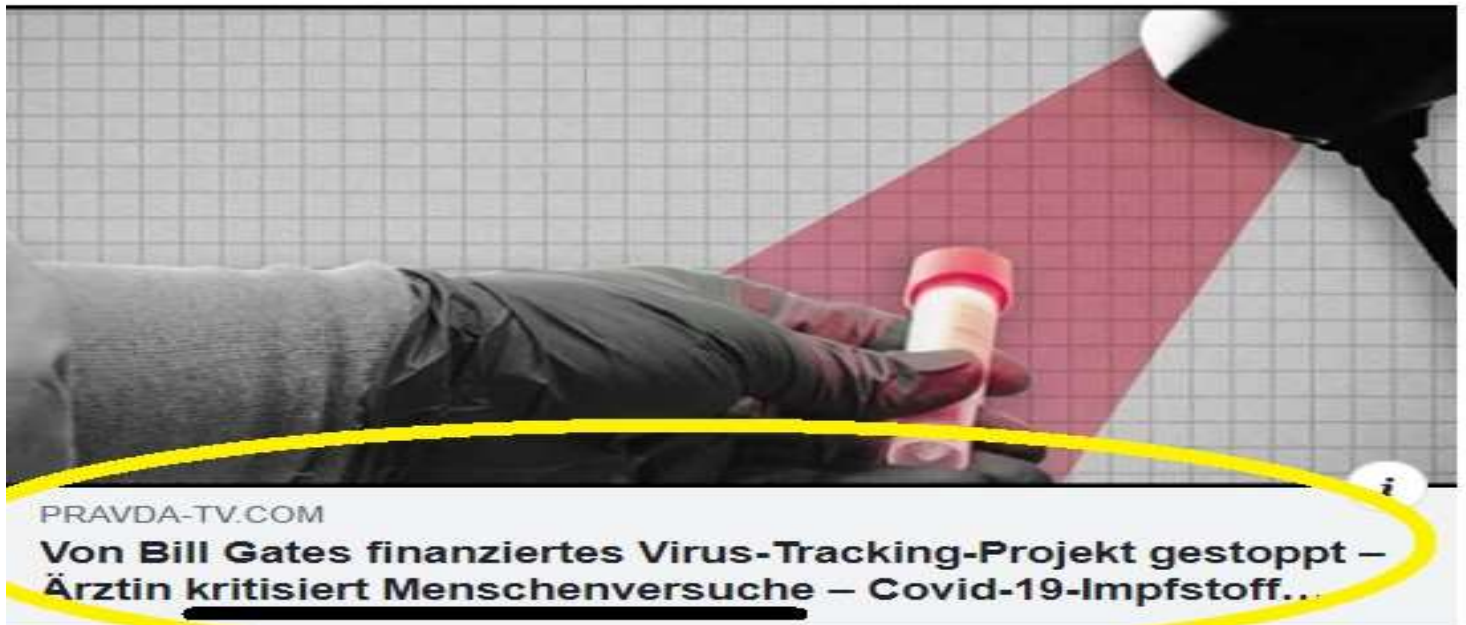 i
PRAVDA-TV.COM
Von Bill Gates finanziertes Virus-Tracking-Projekt gestoppt –
Ärztin kritisiert Menschenversuche – Covid-19-Impfstoff...